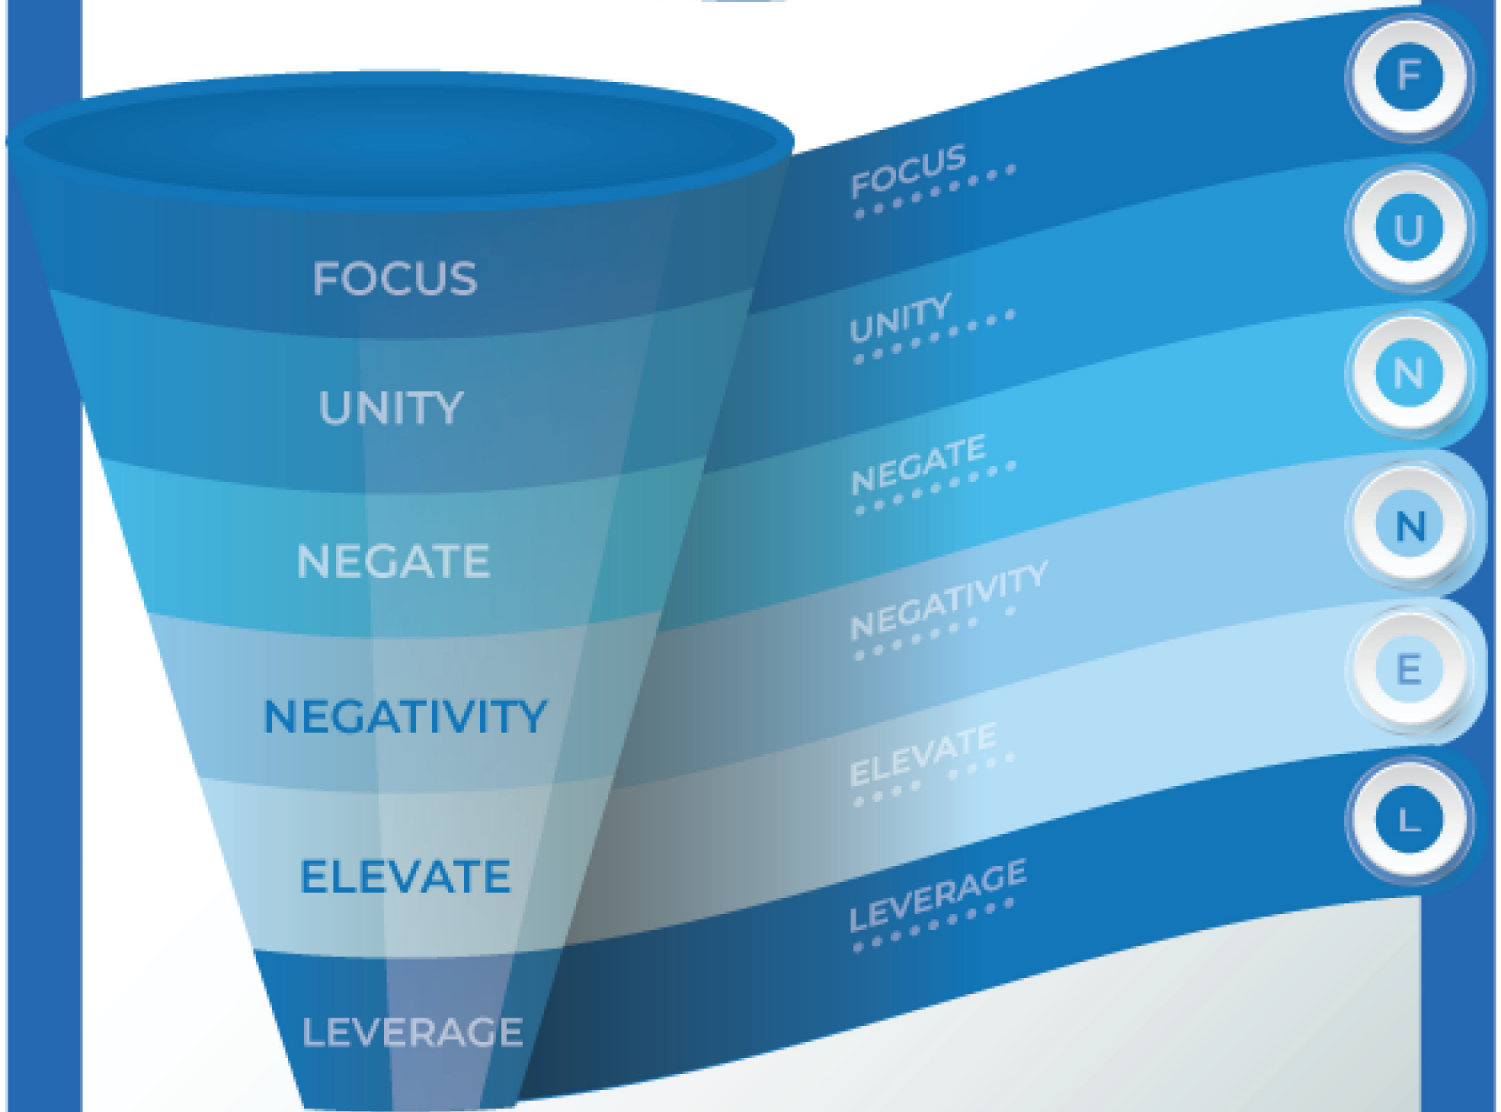 FOCUS
UNITY
NEGATE
NEGATIVITY
ELEVATE
LEVERAGE
FOCUS
UNITY
NEGATE
NEGATIVITY
ELEVATE
LEVERAGE
F
U
N
N
E
L